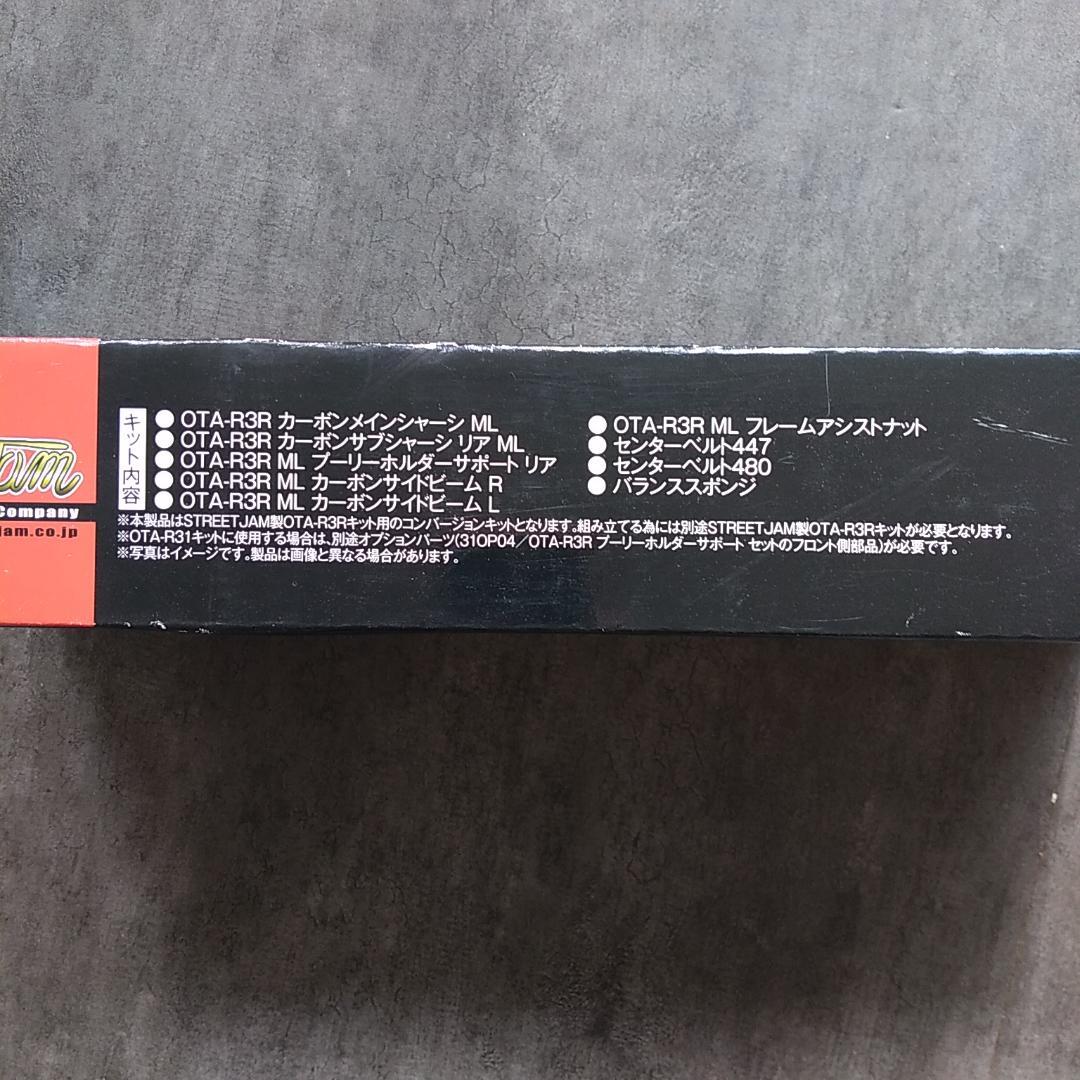 Jam
Company
jam.co.jp
キット内容
●OTA-R3R カーボンメインシャーシ ML
●OTA-R3R カーボンサブシャーシ リア ML
●OTA-R3R ML プーリーホルダーサポート リア
●OTA-R3R ML カーボンサイドビーム R
●OTA-R3R ML カーボンサイドビーム L
●OTA-R3R ML フレームアシストナット
●センターベルト447
●センターベルト480
●バランススポンジ
※本製品はSTREETJAM製OTA-R3Rキット用のコンバージョンキットとなります。組み立てる為には別途STREETJAM製OTA-R3Rキットが必要となります。
※OTA-R31キットに使用する場合は、別途オプションパーツ(31OP04/OTA-R3R プーリーホルダーサポート セットのフロント側部品)が必要です。
※写真はイメージです。製品は画像と異なる場合があります。